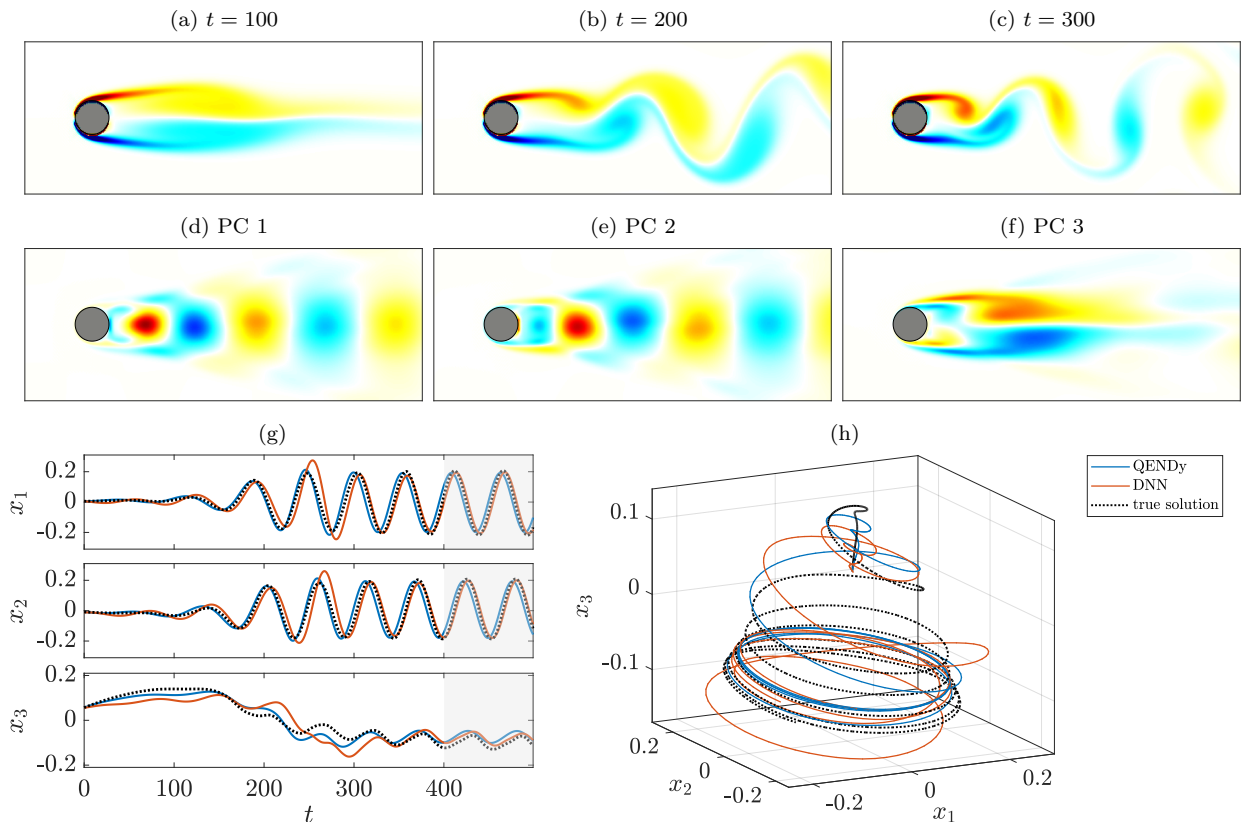 (a) t = 100
(b) t = 200
(c) t = 300
(d) PC 1
(e) PC 2
(f) PC 3
(g)
0.2
0
-0.2
x₁
0.2
0
-0.2
x₂
0.2
0
-0.2
x₃
0
100
200
300
400
t
(h)
QENDy
DNN
true solution
0.1
0
-0.1
x₃
0.2
0
-0.2
x₂
-0.2
0
0.2
x₁